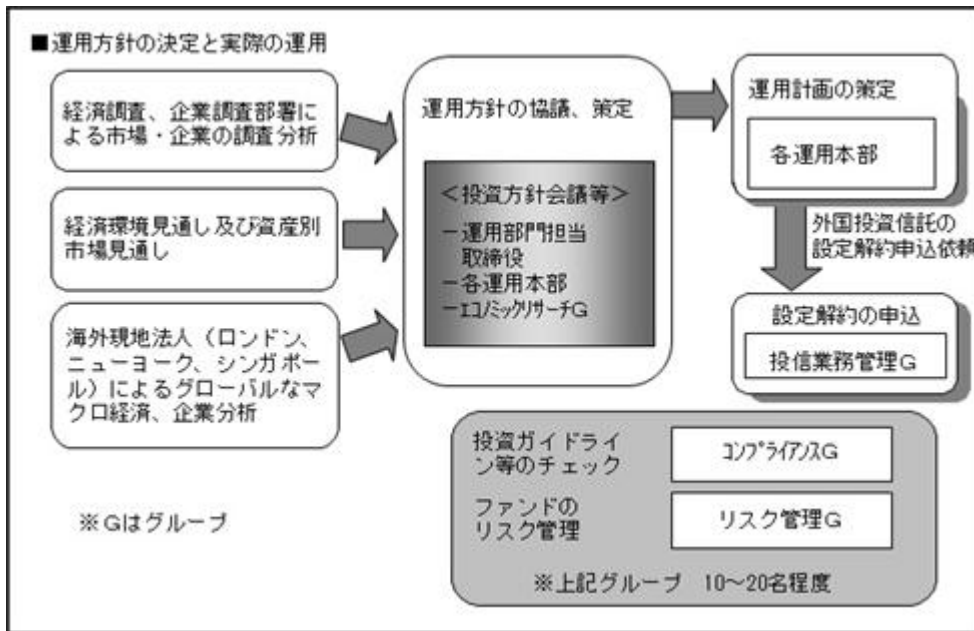 ■運用方針の決定と実際の運用
経済調査、企業調査部署に
よる市場・企業の調査分析
経済環境見通し及び資産別
市場見通し
海外現地法人（ロンドン、
ニューヨーク、シンガポー
ル）によるグローバルなマ
クロ経済、企業分析
※Gはグループ
運用方針の協議、策定
＜投資方針会議等＞
－運用部門担当
取締役
－各運用本部
－ｴｺﾉﾐｯｸﾘｻｰﾁG
運用計画の策定
各運用本部
外国投資信託の
設定解約申込依頼
設定解約の申込
投信業務管理G
投資ガイドライ
ン等のチェック
ｺﾝﾌﾟﾗｲｱﾝｽG
ファンドの
リスク管理
リスク管理G
※上記グループ　10～20名程度